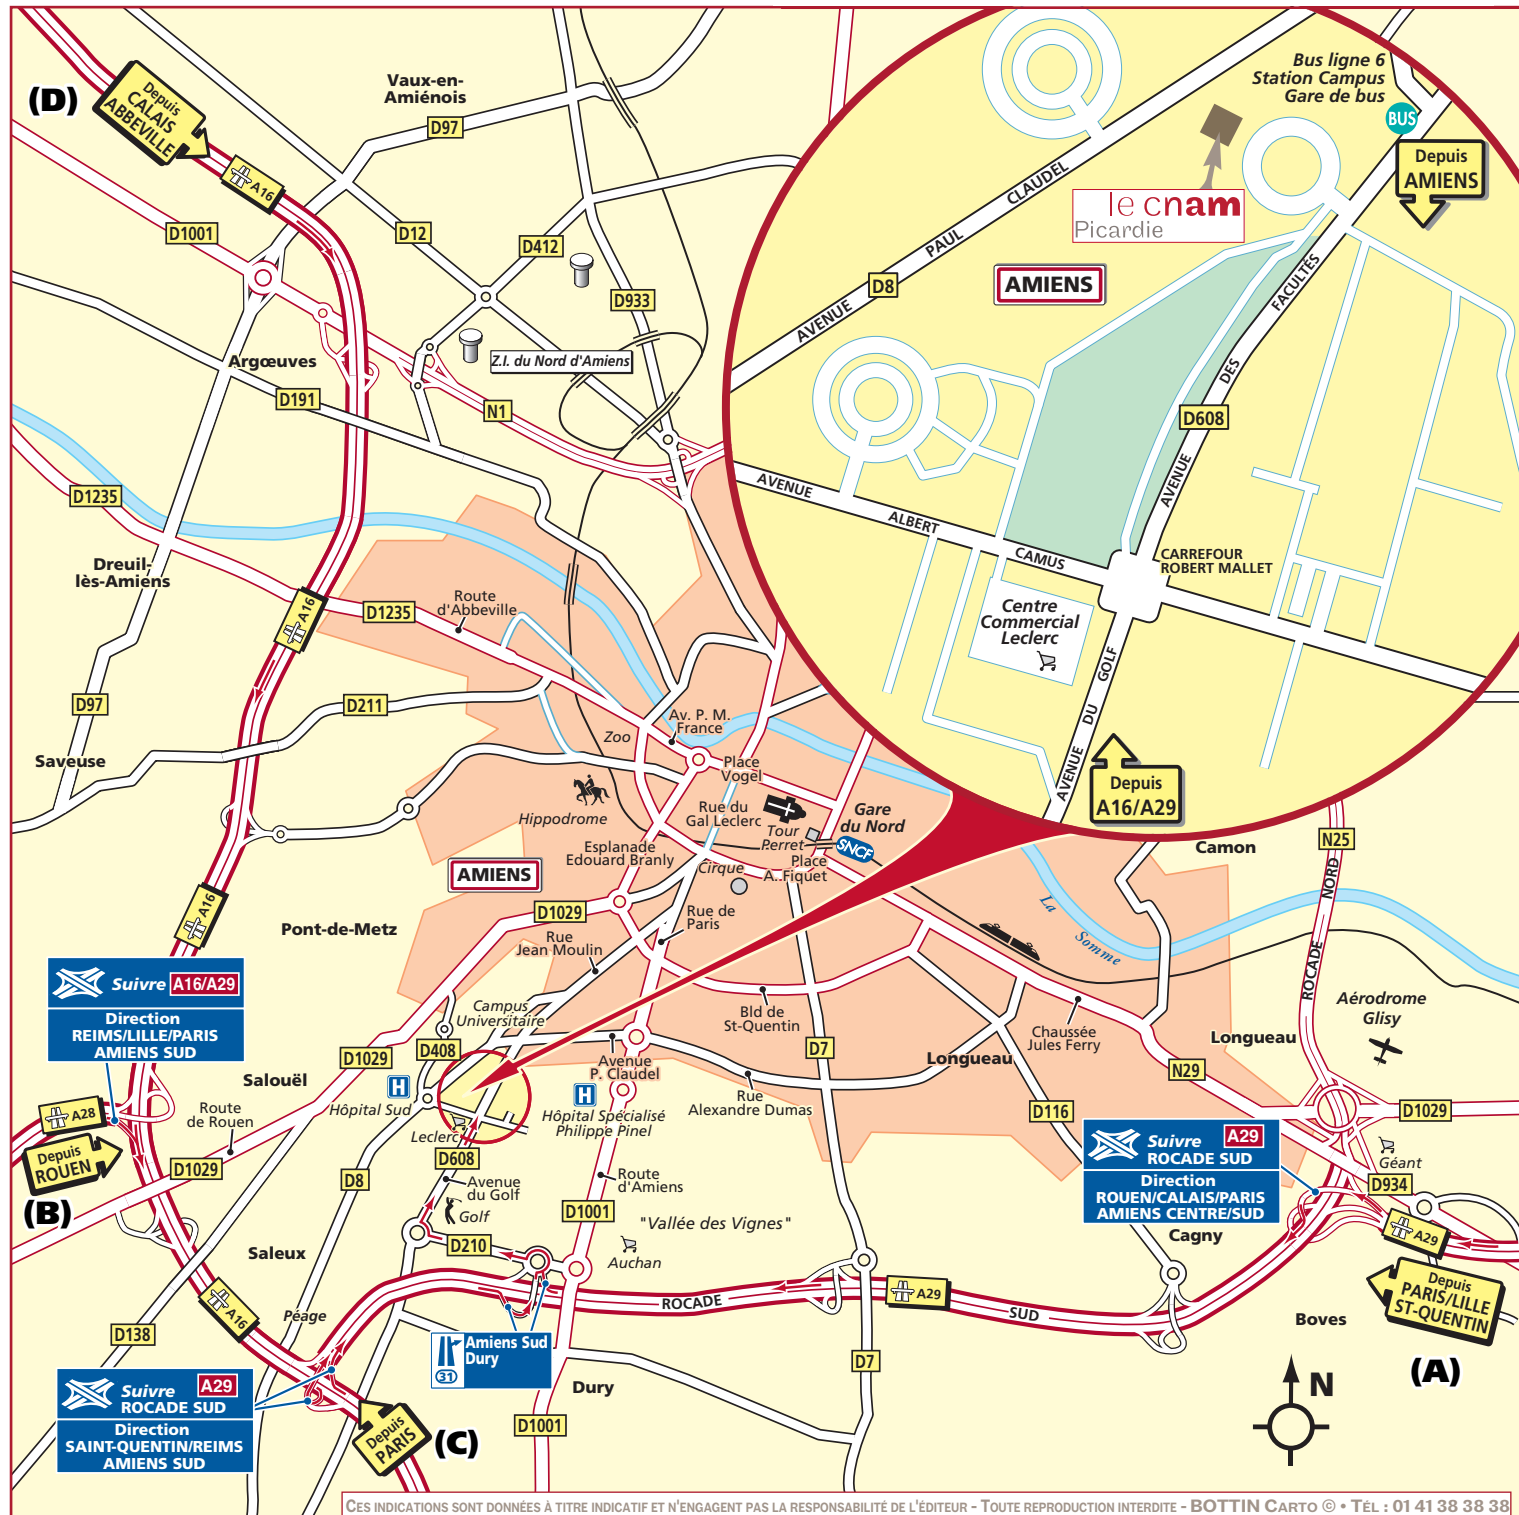 (D)
Depuis
CALAIS
ABBEVILLE
A16
Vaux-en-
Amiénois
D97
D1001
D12
D412
D933
Z.I. du Nord d'Amiens
Argœuves
D191
N1
D1235
Dreuil-
lès-Amiens
A16
D1235
Route
d'Abbeville
D97
D211
Saveuse
Av. P. M.
France
Zoo
Place
Vogel
Hippodrome
Rue du
Gal Leclerc
Tour
Perret
Gare
du Nord
SNCF
Esplanade
Edouard Branly
Cirque
Place
A. Fiquet
AMIENS
A16
D1029
Rue de
Paris
Pont-de-Metz
Rue
Jean Moulin
Suivre A16/A29
Direction
REIMS/LILLE/PARIS
AMIENS SUD
Campus
Universitaire
Bld de
St-Quentin
D1029
D408
D7
Avenue
P. Claudel
Salouël
H
Hôpital Sud
H
Hôpital Spécialisé
Philippe Pinel
Rue
Alexandre Dumas
A28
Depuis
ROUEN
Route
de Rouen
Leclerc
D1029
D608
(B)
D8
Avenue
du Golf
Golf
Route
d'Amiens
D1001
"Vallée des Vignes"
Saleux
D210
Auchan
A16
Péage
ROCADE
A29
SUD
D138
Amiens Sud
Dury
31
D7
Suivre A29
ROCADE SUD
Direction
SAINT-QUENTIN/REIMS
AMIENS SUD
Dury
Depuis
PARIS
(C)
D1001
Bus ligne 6
Station Campus
Gare de bus
BUS
Depuis
AMIENS
AVENUE PAUL CLAUDEL
D8
le cnam
Picardie
AMIENS
AVENUE DES FACULTÉS
D608
AVENUE ALBERT CAMUS
CARREFOUR
ROBERT MALLET
Centre
Commercial
Leclerc
AVENUE DU GOLF
Depuis
A16/A29
Camon
N25
ROCADE NORD
La Somme
Aérodrome
Glisy
Chaussée
Jules Ferry
Longueau
Longueau
N29
D116
D1029
Suivre A29
ROCADE SUD
Direction
ROUEN/CALAIS/PARIS
AMIENS CENTRE/SUD
Géant
D934
Cagny
A29
Depuis
PARIS/LILLE
ST-QUENTIN
Boves
(A)
N
CES INDICATIONS SONT DONNÉES À TITRE INDICATIF ET N'ENGAGENT PAS LA RESPONSABILITÉ DE L'ÉDITEUR - TOUTE REPRODUCTION INTERDITE - BOTTIN CARTO © • TÉL : 01 41 38 38 38